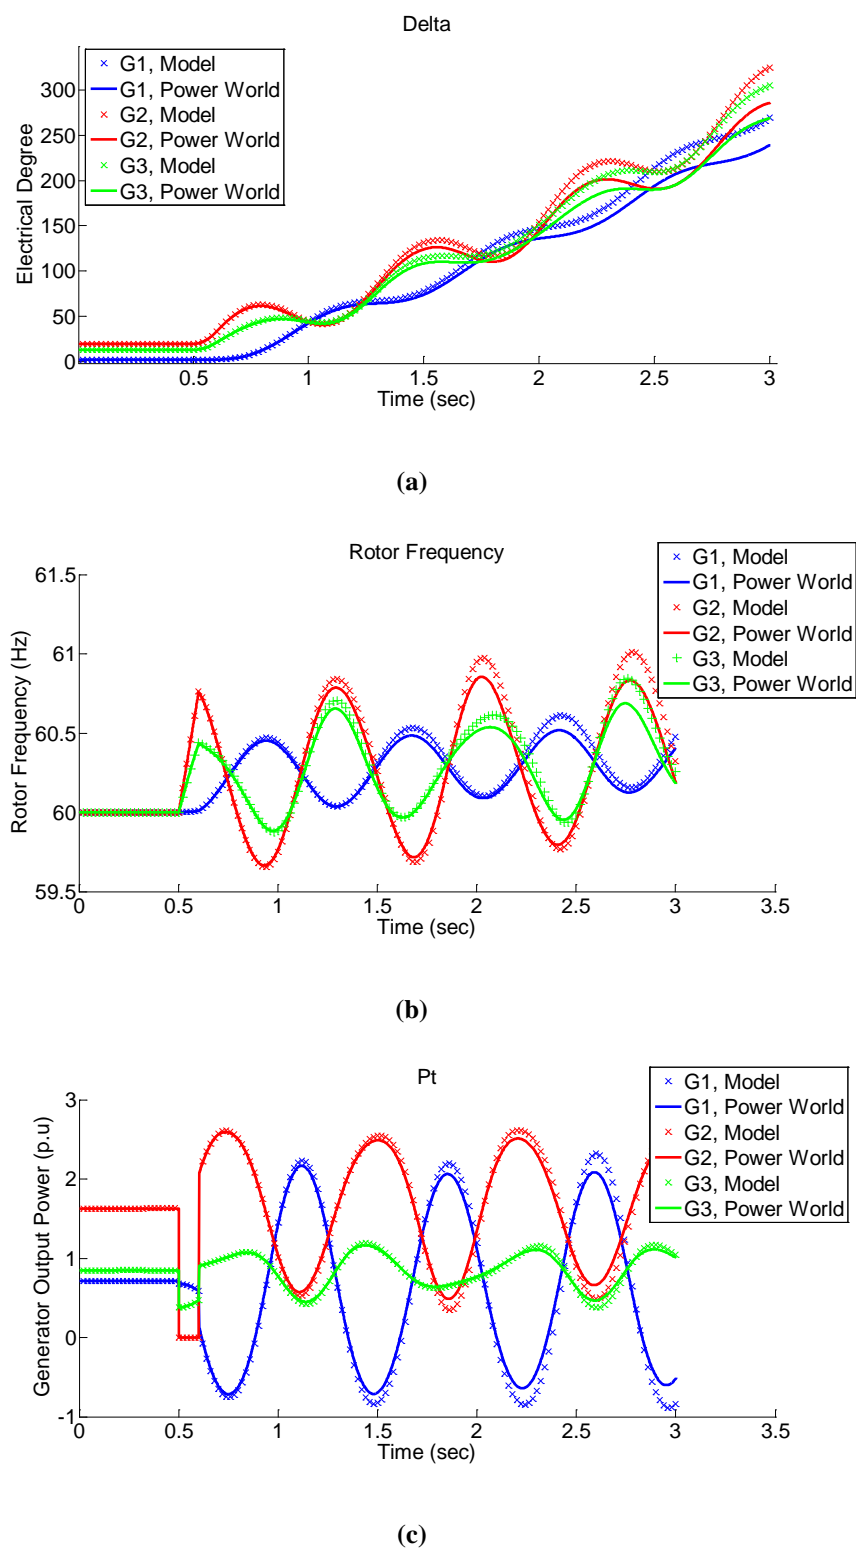 Delta
× G1, Model
G1, Power World
× G2, Model
G2, Power World
× G3, Model
G3, Power World
Electrical Degree
300
250
200
150
100
50
0
0.5
1
1.5
2
2.5
3
Time (sec)
(a)
Rotor Frequency
× G1, Model
G1, Power World
× G2, Model
G2, Power World
+ G3, Model
G3, Power World
Rotor Frequency (Hz)
61.5
61
60.5
60
59.5
0
0.5
1
1.5
2
2.5
3
3.5
Time (sec)
(b)
Pt
× G1, Model
G1, Power World
× G2, Model
G2, Power World
× G3, Model
G3, Power World
Generator Output Power (p.u)
3
2
1
0
-1
0
0.5
1
1.5
2
2.5
3
3.5
Time (sec)
(c)